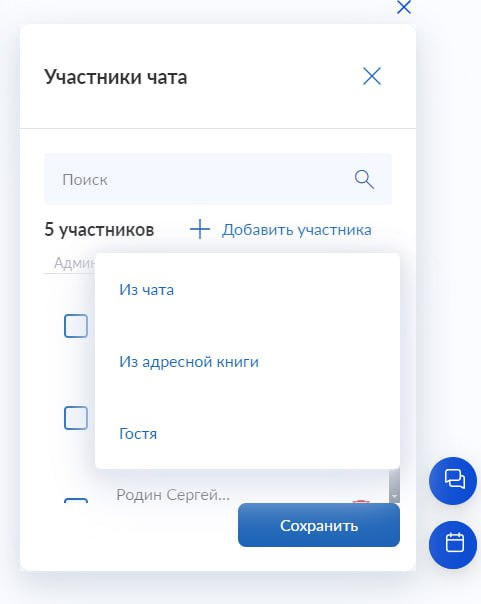 Участники чата
Поиск
5 участников
Добавить участника
Из чата
Из адресной книги
Гостя
Родин Сергей...
Сохранить